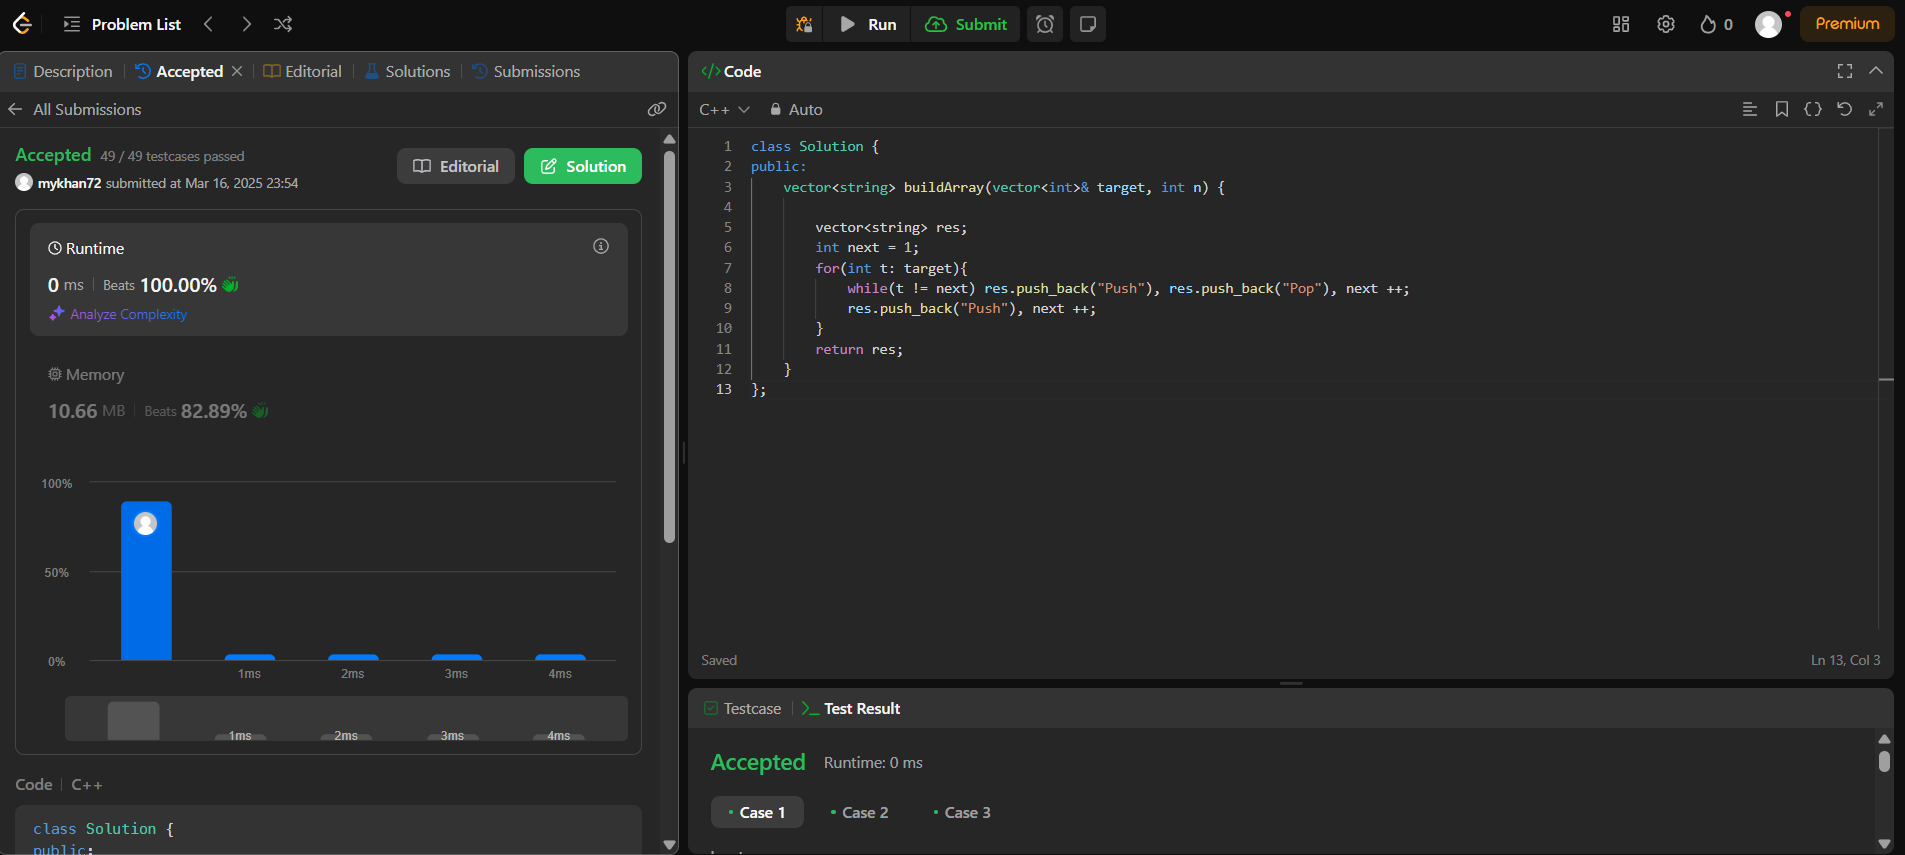 Problem List
Run
Submit
0
Premium
Description
Accepted
Editorial
Solutions
Submissions
All Submissions
Accepted 49 / 49 testcases passed
mykhan72 submitted at Mar 16, 2025 23:54
Editorial
Solution
Runtime
0 ms
Beats 100.00%
Analyze Complexity
Memory
10.66 MB
Beats 82.89%
100%
50%
0%
1ms
2ms
3ms
4ms
1ms
2ms
3ms
4ms
Code
C++
class Solution {
public:
</> Code
C++
Auto
1 class Solution {
2 public:
3 vector<string> buildArray(vector<int>& target, int n) {
4
5 vector<string> res;
6 int next = 1;
7 for(int t: target){
8 while(t != next) res.push_back("Push"), res.push_back("Pop"), next ++;
9 res.push_back("Push"), next ++;
10 }
11 return res;
12 }
13 };
Saved
Ln 13, Col 3
Testcase
Test Result
Accepted
Runtime: 0 ms
Case 1
Case 2
Case 3